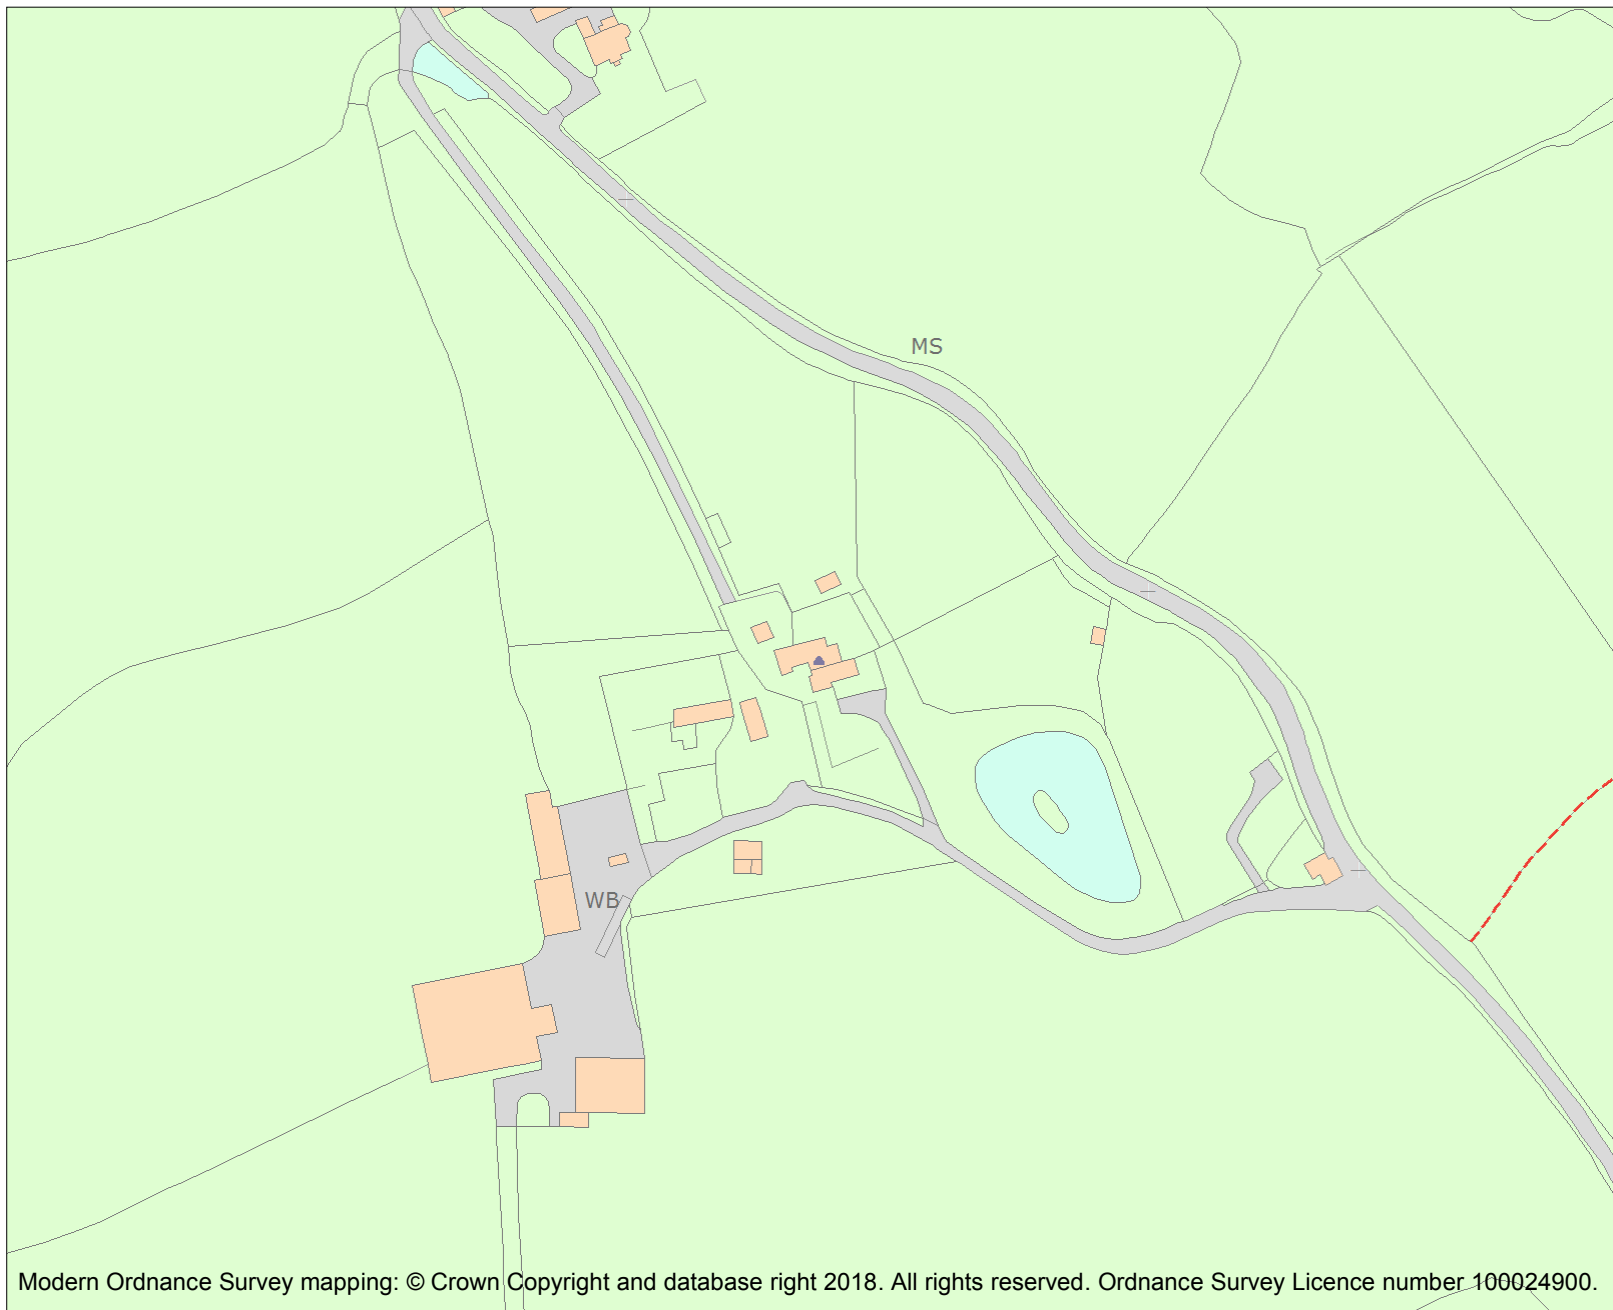 MS
WB
Modern Ordnance Survey mapping: © Crown Copyright and database right 2018. All rights reserved. Ordnance Survey Licence number 100024900.